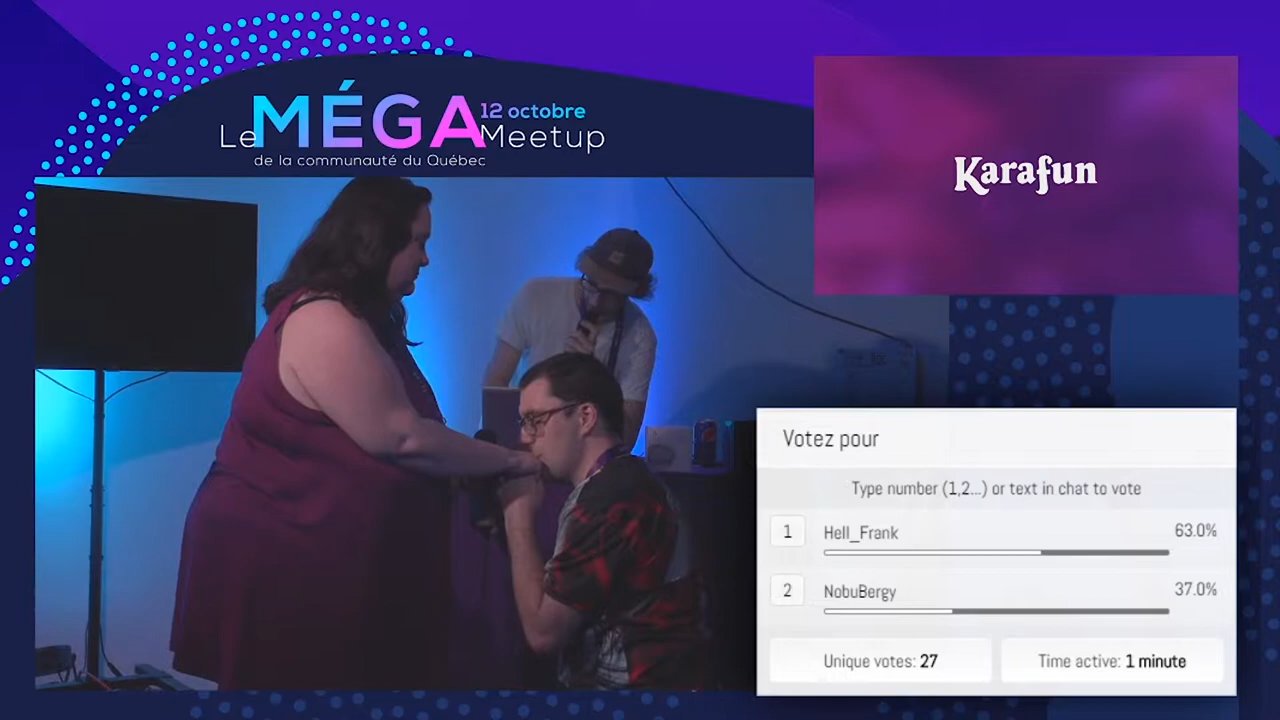 Le MÉGA 12 octobre
Meetup
de la communauté du Québec
Karafun
Votez pour
Type number (1,2...) or text in chat to vote
1 Hell_Frank 63.0%
2 NobuBergy 37.0%
Unique votes: 27 Time active: 1 minute